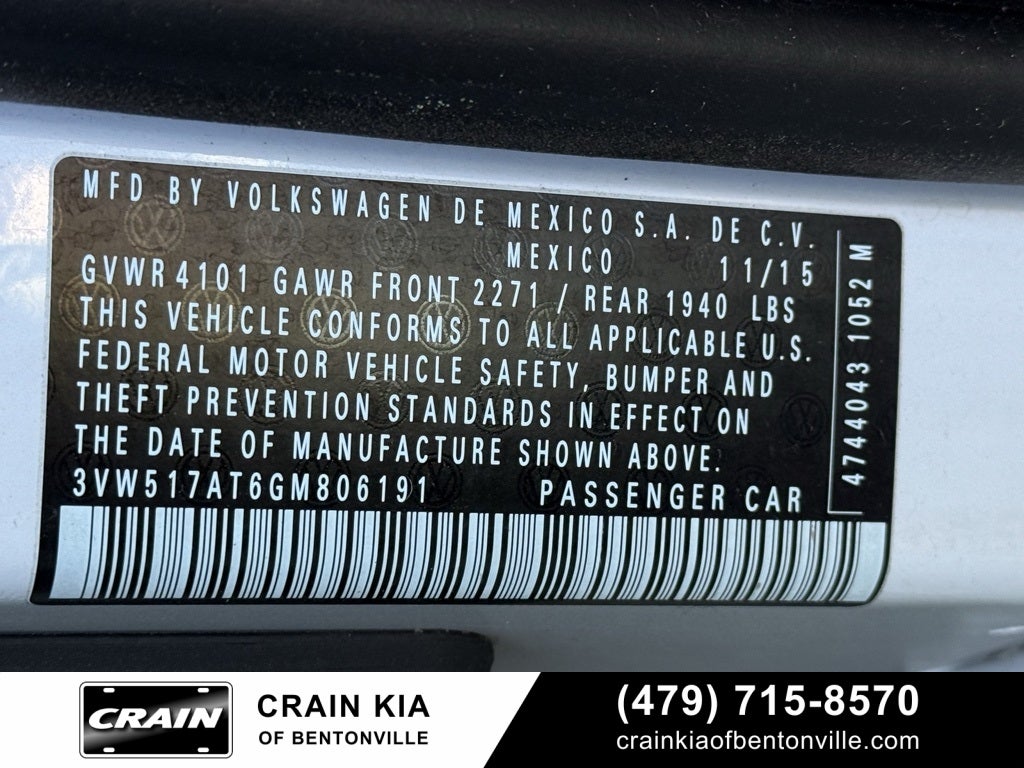 MFD BY VOLKSWAGEN DE MEXICO S.A. DE C.V.
MEXICO 11/15
GVWR 4101 GAWR FRONT 2271 / REAR 1940 LBS
THIS VEHICLE CONFORMS TO ALL APPLICABLE U.S.
FEDERAL MOTOR VEHICLE SAFETY, BUMPER AND
THEFT PREVENTION STANDARDS IN EFFECT ON
THE DATE OF MANUFACTURE SHOWN ABOVE.
3VW517AT6GM806191 PASSENGER CAR
4744043 1052 M
CRAIN
CRAIN KIA
OF BENTONVILLE
(479) 715-8570
crainkiaofbentonville.com